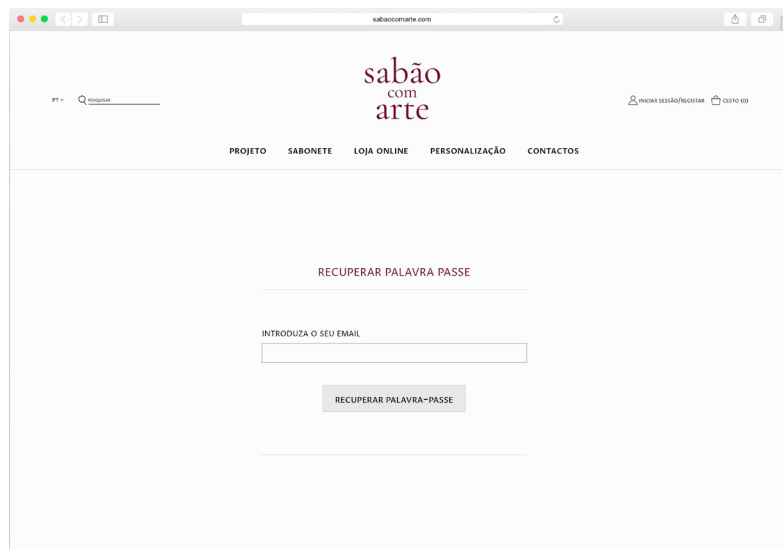 sabaocomarte.com
sabão
com
arte
PT
PESQUISAR
INICIAR SESSÃO/REGISTAR
CESTO (0)
PROJETO SABONETE LOJA ONLINE PERSONALIZAÇÃO CONTACTOS
RECUPERAR PALAVRA PASSE
INTRODUZA O SEU EMAIL
RECUPERAR PALAVRA-PASSE